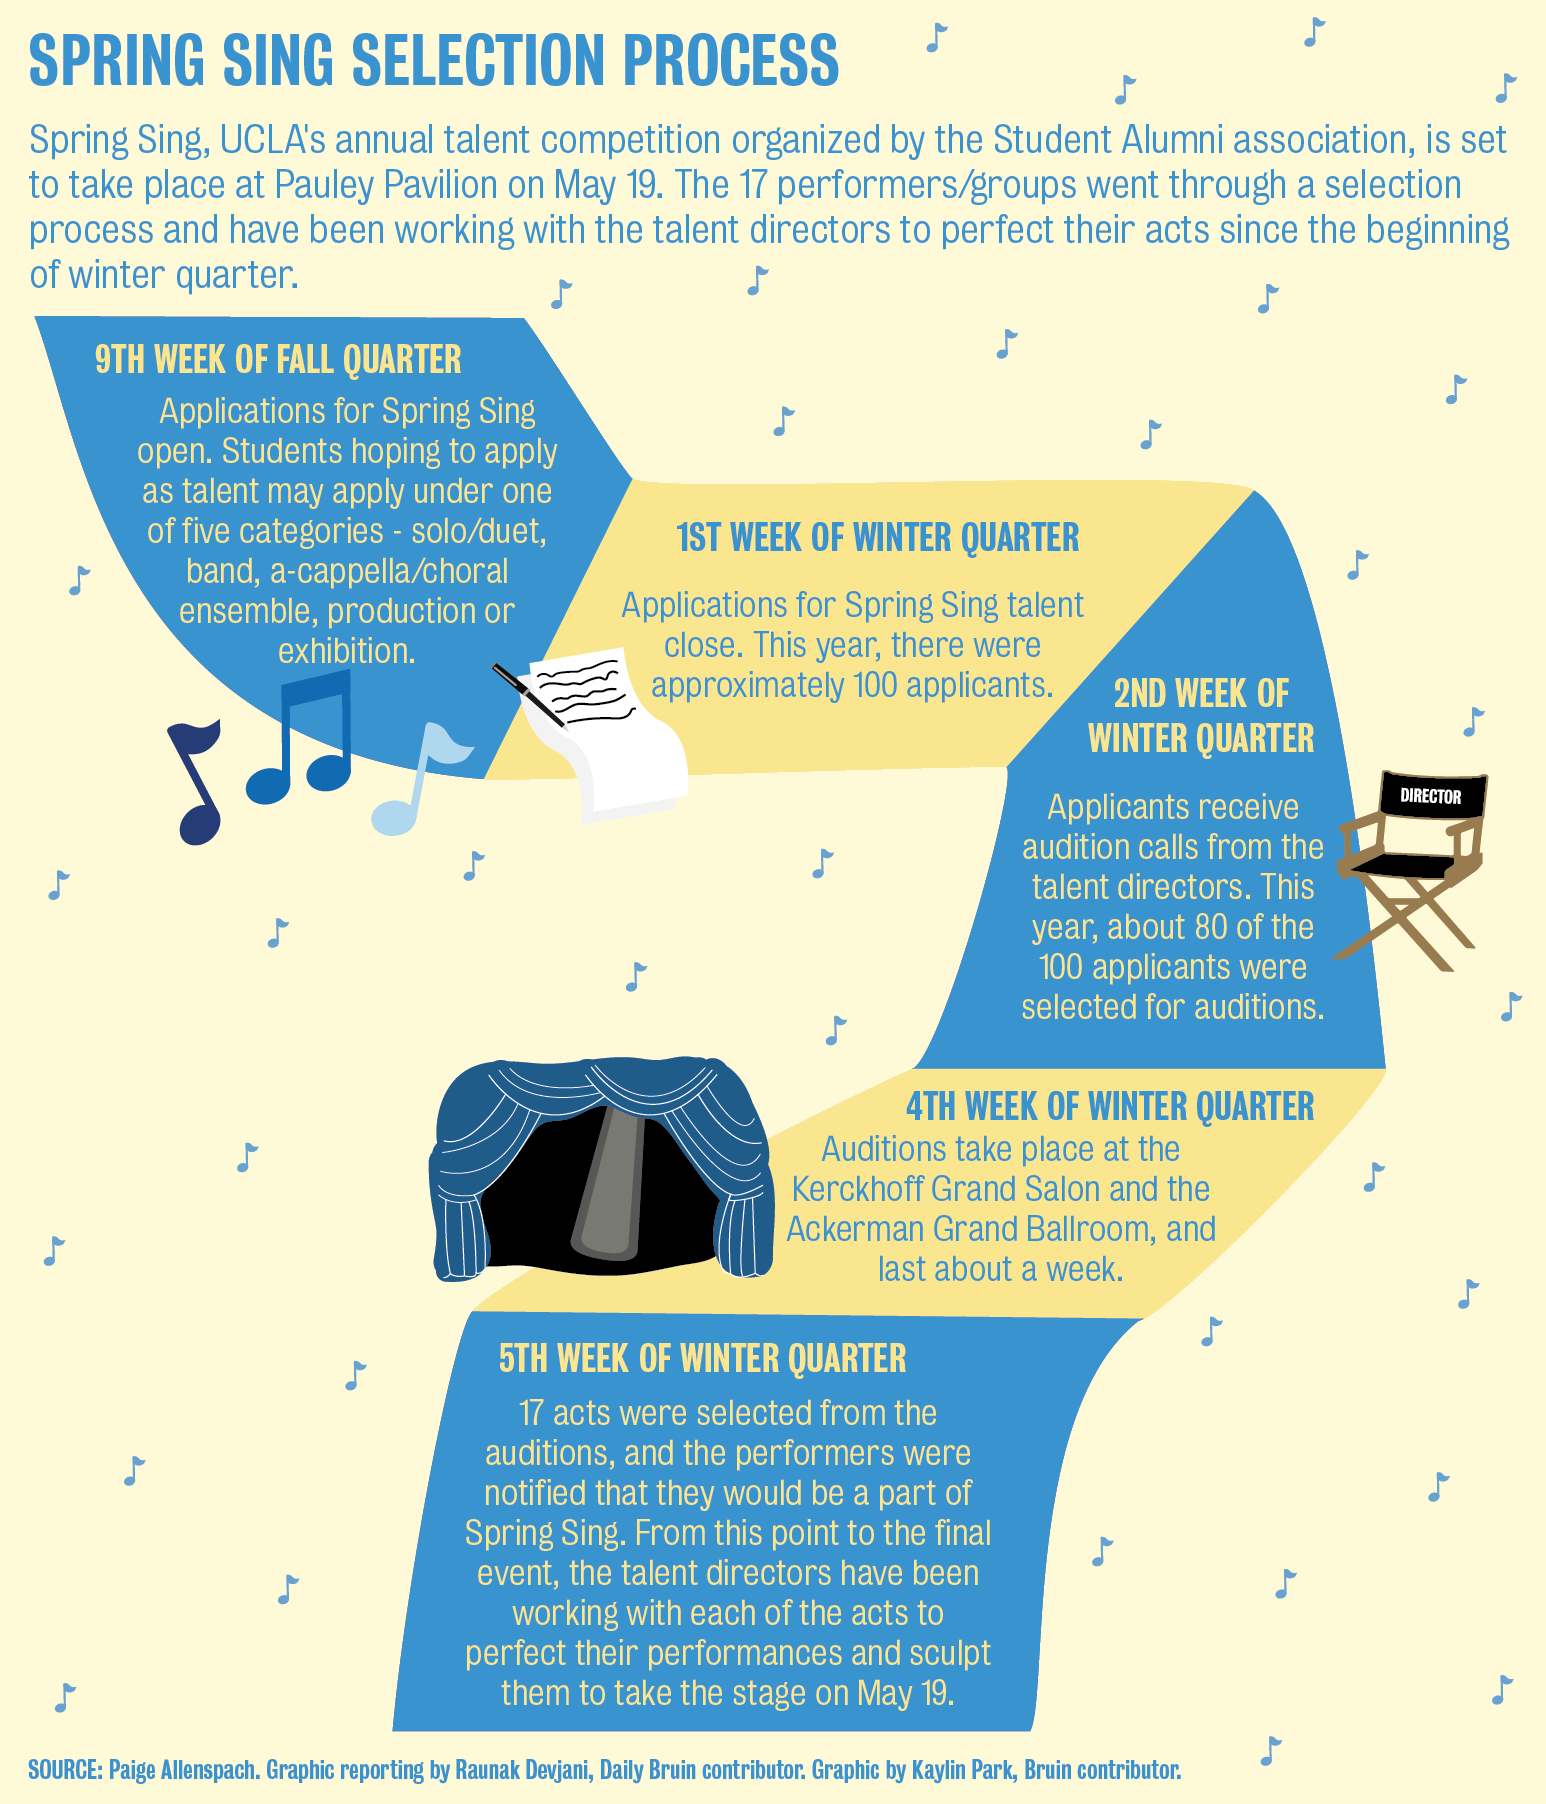 SPRING SING SELECTION PROCESS
Spring Sing, UCLA's annual talent competition organized by the Student Alumni association, is set
to take place at Pauley Pavilion on May 19. The 17 performers/groups went through a selection
process and have been working with the talent directors to perfect their acts since the beginning
of winter quarter.
9TH WEEK OF FALL QUARTER
Applications for Spring Sing
open. Students hoping to apply
as talent may apply under one
of five categories - solo/duet,
band, a-cappella/choral
ensemble, production or
exhibition.
1ST WEEK OF WINTER QUARTER
Applications for Spring Sing talent
close. This year, there were
approximately 100 applicants.
2ND WEEK OF
WINTER QUARTER
Applicants receive
audition calls from the
talent directors. This
year, about 80 of the
100 applicants were
selected for auditions.
DIRECTOR
4TH WEEK OF WINTER QUARTER
Auditions take place at the
Kerckhoff Grand Salon and the
Ackerman Grand Ballroom, and
last about a week.
5TH WEEK OF WINTER QUARTER
17 acts were selected from the
auditions, and the performers were
notified that they would be a part of
Spring Sing. From this point to the final
event, the talent directors have been
working with each of the acts to
perfect their performances and sculpt
them to take the stage on May 19.
SOURCE: Paige Allenspach. Graphic reporting by Raunak Devjani, Daily Bruin contributor. Graphic by Kaylin Park, Bruin contributor.